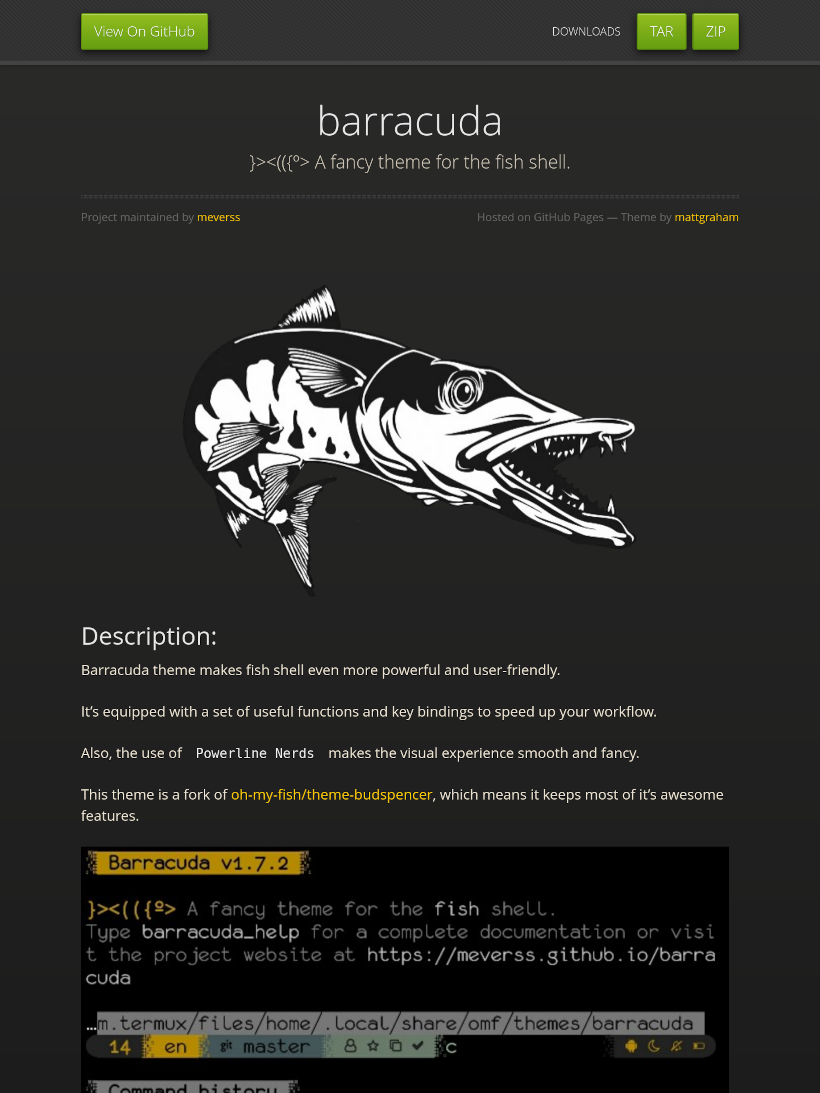 View On GitHub
DOWNLOADS TAR ZIP
barracuda
}><(({º> A fancy theme for the fish shell.
Project maintained by meverss
Hosted on GitHub Pages — Theme by mattgraham
Description:
Barracuda theme makes fish shell even more powerful and user-friendly.
It’s equipped with a set of useful functions and key bindings to speed up your workflow.
Also, the use of Powerline Nerds makes the visual experience smooth and fancy.
This theme is a fork of oh-my-fish/theme-budspencer, which means it keeps most of it’s awesome
features.
Barracuda v1.7.2
}><(({º> A fancy theme for the fish shell.
Type barracuda_help for a complete documentation or visi
t the project website at https://meverss.github.io/barra
cuda
…m.termux/files/home/.local/share/omf/themes/barracuda
14 en git master c
Command history